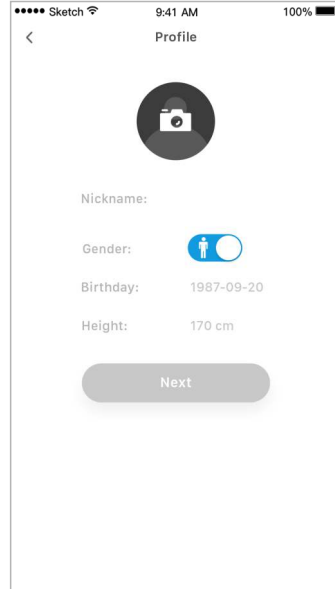 Sketch 9:41 AM 100%
Profile
Nickname:
Gender:
Birthday: 1987-09-20
Height: 170 cm
Next